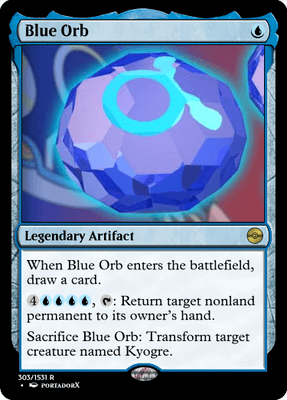 Blue Orb
Legendary Artifact
When Blue Orb enters the battlefield,
draw a card.
4, : Return target nonland
permanent to its owner's hand.
Sacrifice Blue Orb: Transform target
creature named Kyogre.
303/1531 R
• PORTADORX